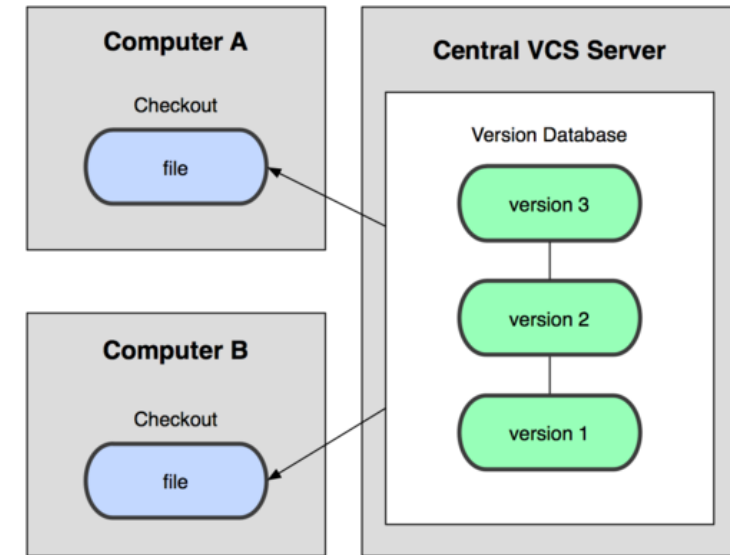 Computer A
Checkout
file
Computer B
Checkout
file
Central VCS Server
Version Database
version 3
version 2
version 1